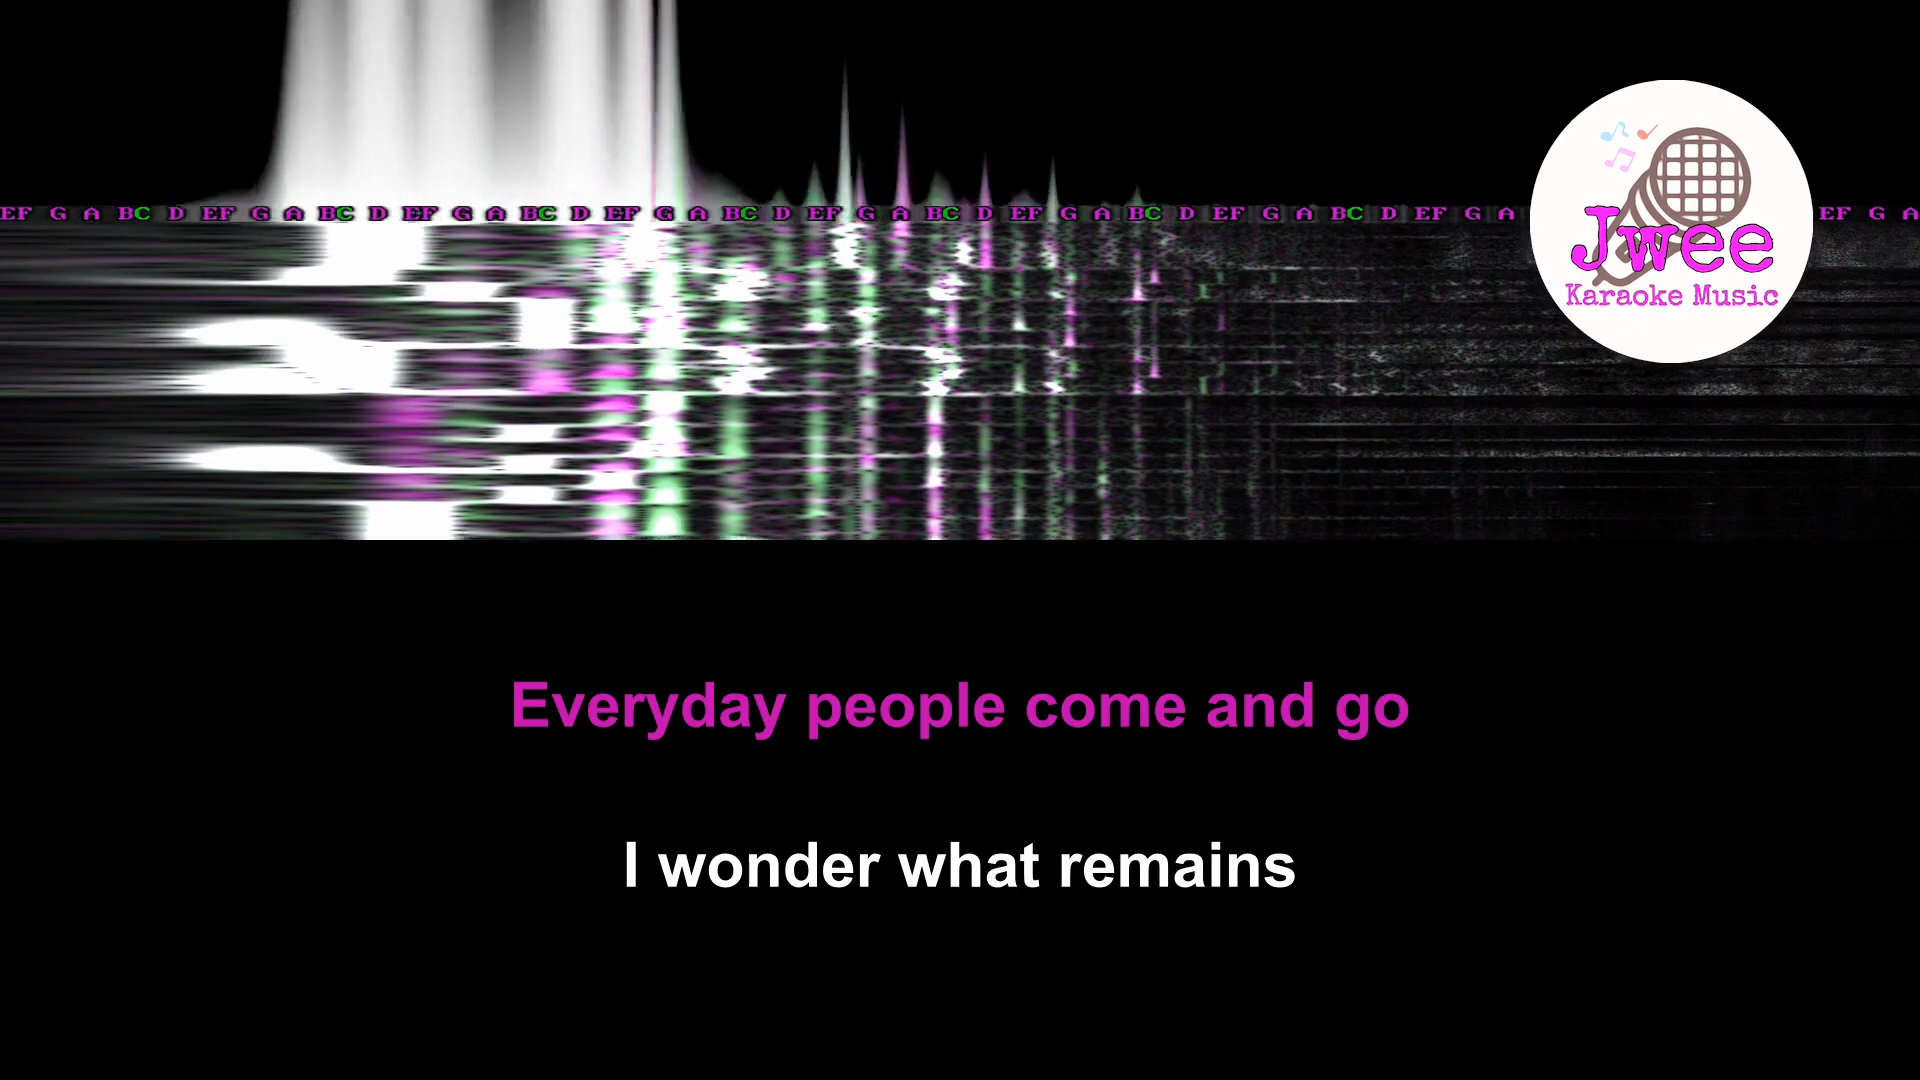 EF G A BC D EF G A BC D EF G A BC D EF G A BC D EF G A BC D EF G A BC D EF G A BC D EF G A EF G A
Jwee
Karaoke Music
Everyday people come and go
I wonder what remains